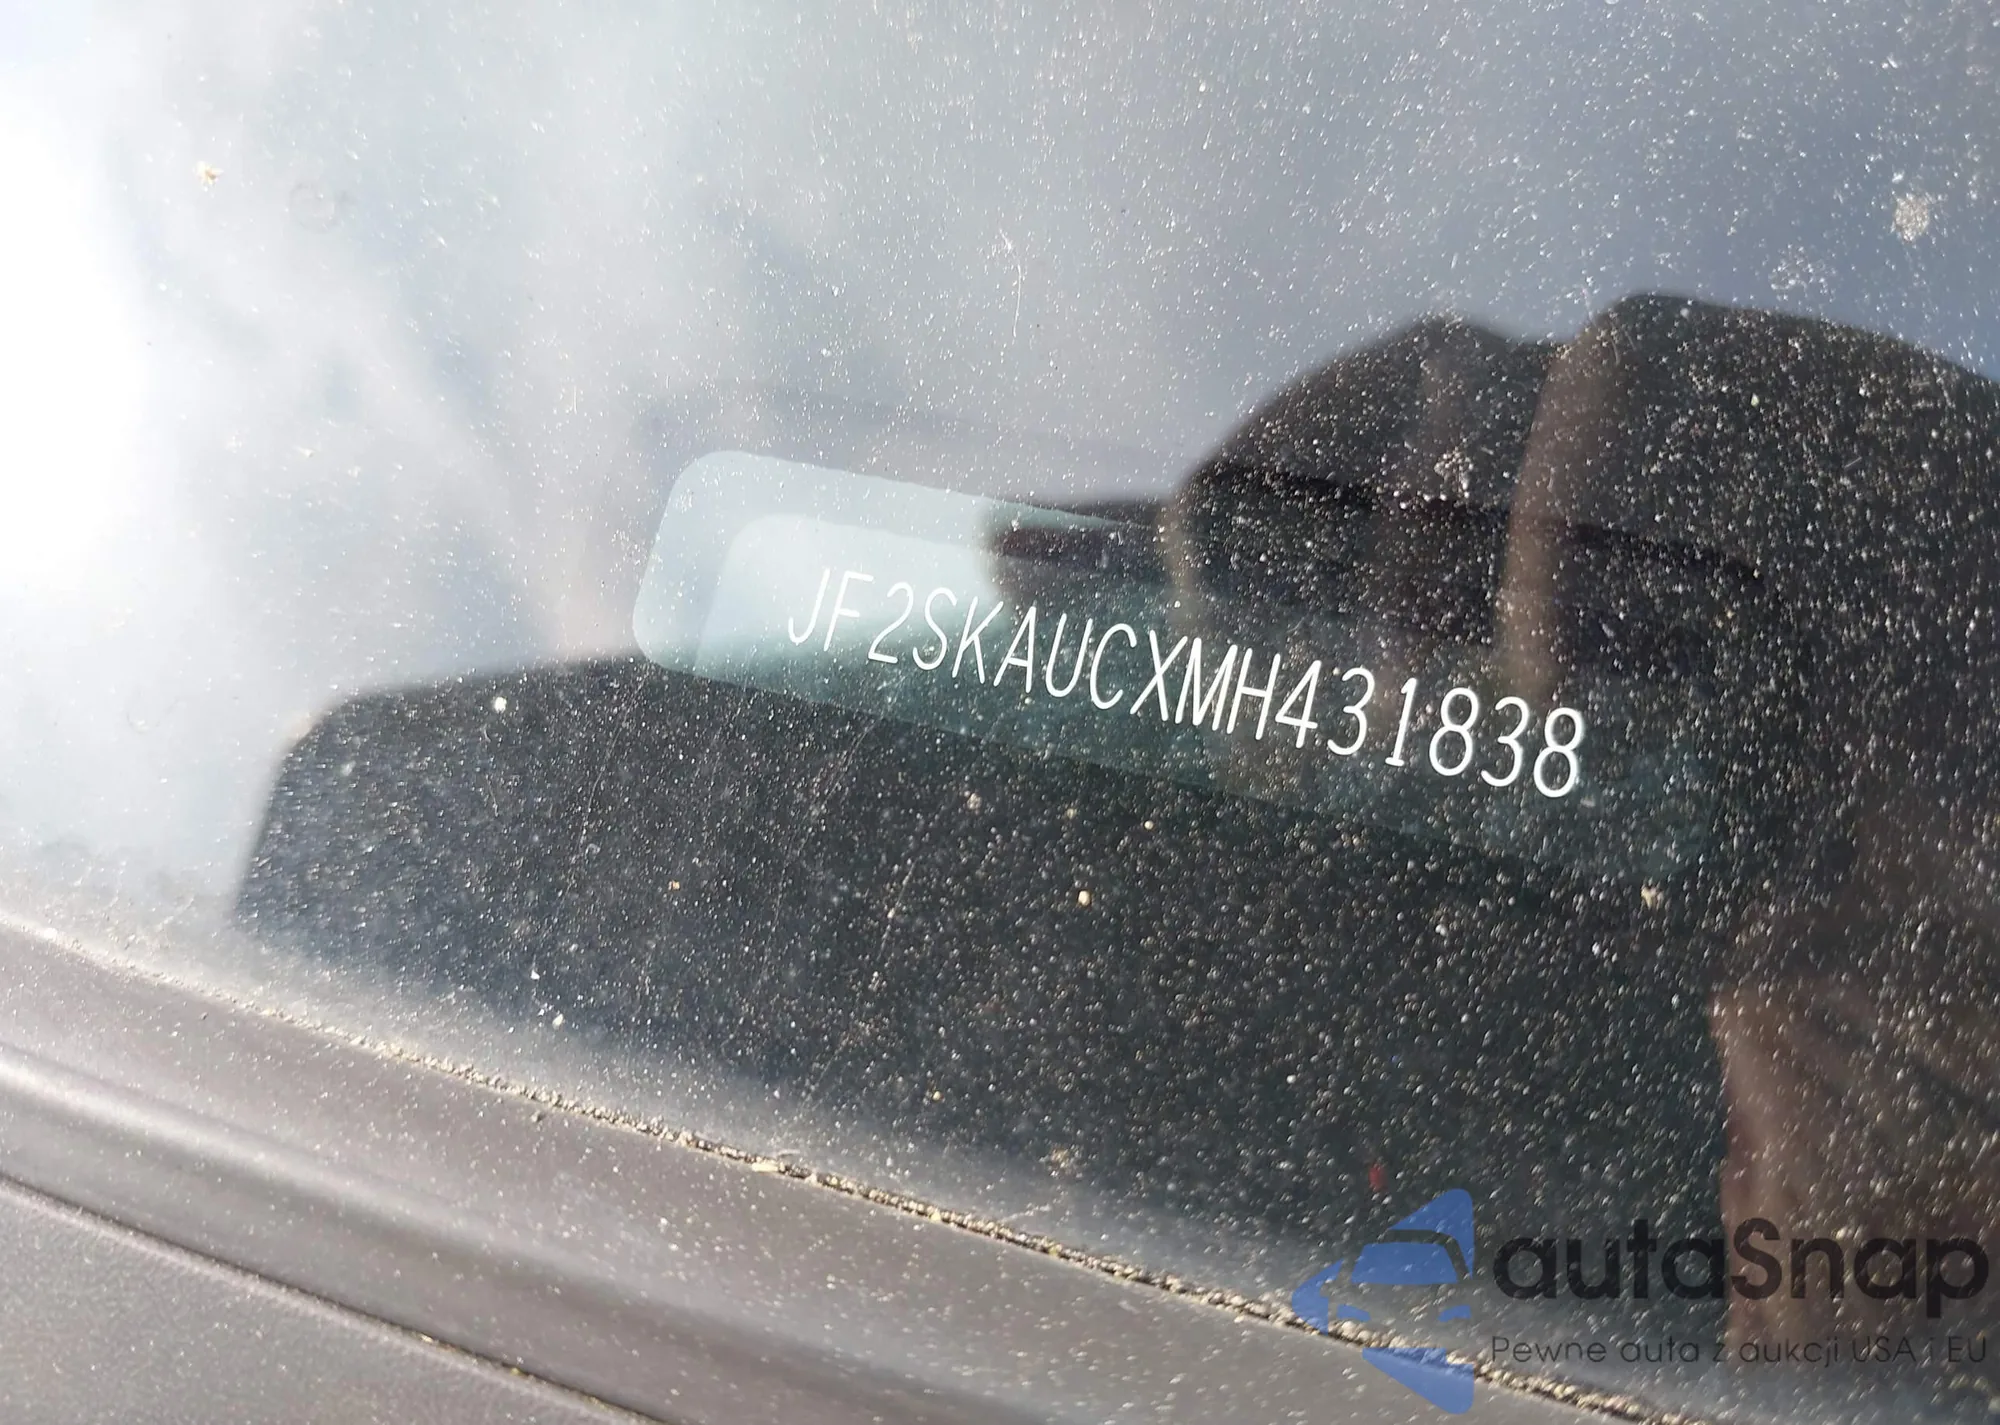 JF2SKAUCXMH431838
autaSnap
Pewne auta z aukcji USA i EU